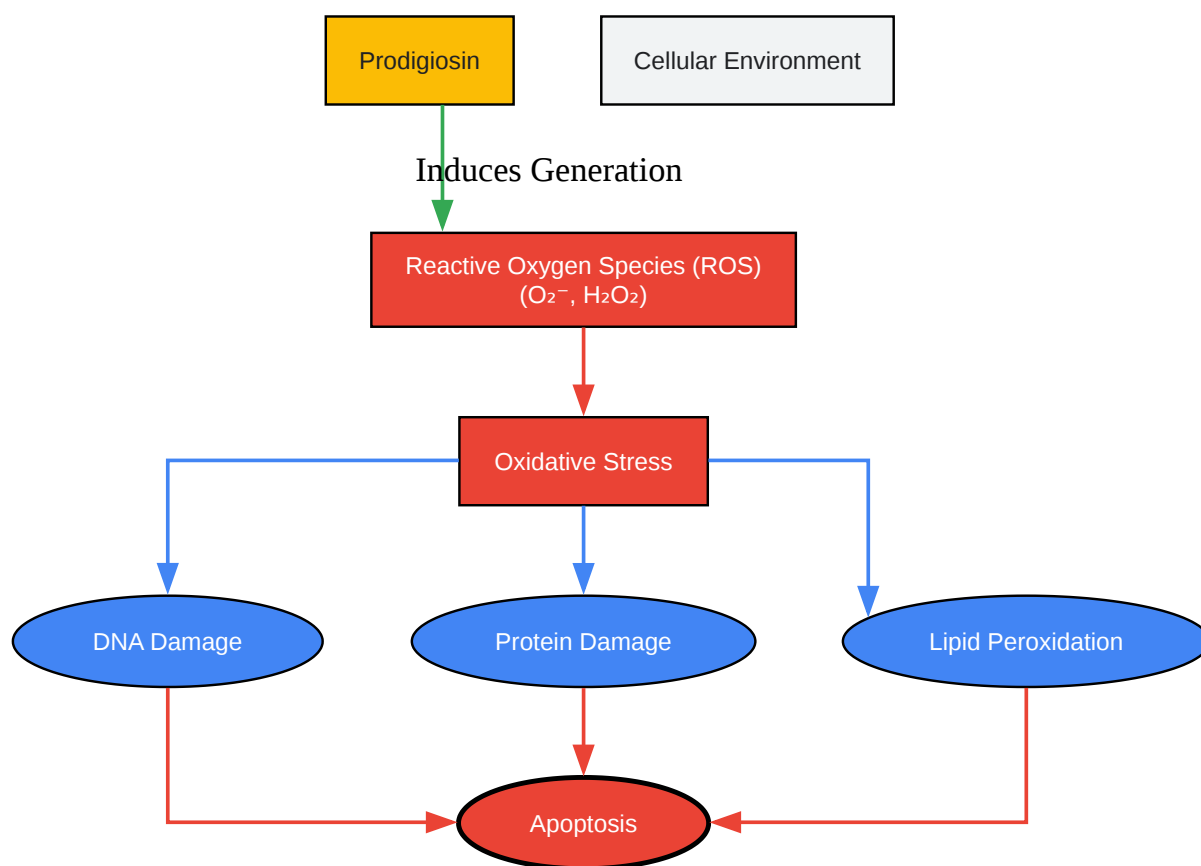 Prodigiosin
Cellular Environment
Induces Generation
Reactive Oxygen Species (ROS)
(O₂⁻, H₂O₂)
Oxidative Stress
DNA Damage
Protein Damage
Lipid Peroxidation
Apoptosis